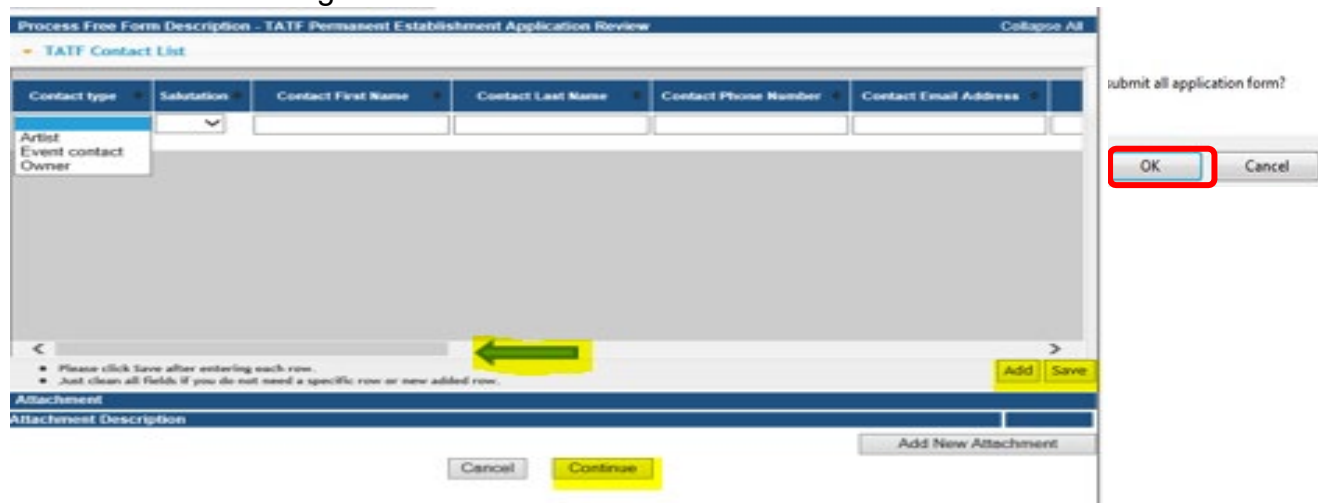 Process Free Form Description - TATF Permanent Establishment Application Review Collapse All
TATF Contact List
Contact type Salutation Contact First Name Contact Last Name Contact Phone Number Contact Email Address
Artist
Event contact
Owner
• Please click Save after entering each row.
• Just clean all fields if you do not need a specific row or new added row.
Add Save
Attachment
Attachment Description
Add New Attachment
Cancel Continue
submit all application form?
OK Cancel